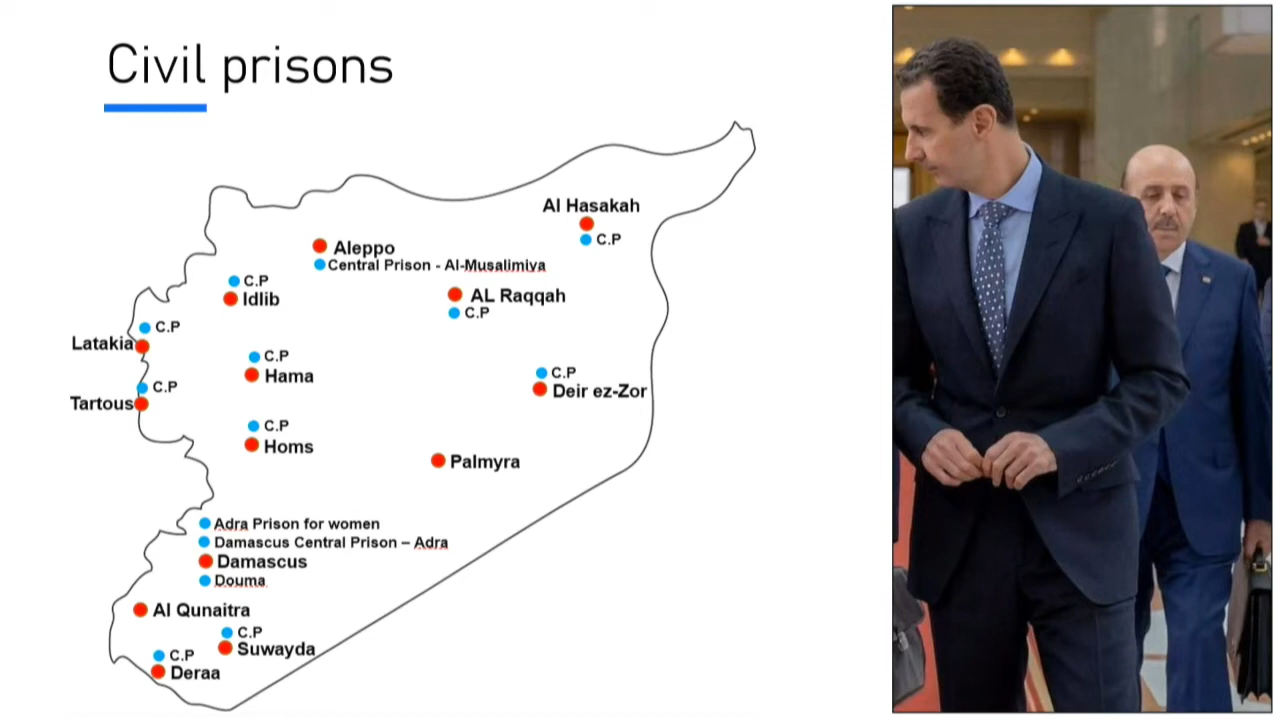 Civil prisons
Al Hasakah
C.P
Aleppo
Central Prison - Al-Musalimiya
C.P
Idlib
AL Raqqah
C.P
C.P
Latakia
C.P
Hama
C.P
Deir ez-Zor
C.P
Tartous
C.P
Homs
Palmyra
Adra Prison for women
Damascus Central Prison – Adra
Damascus
Douma
Al Qunaitra
C.P
Suwayda
C.P
Deraa